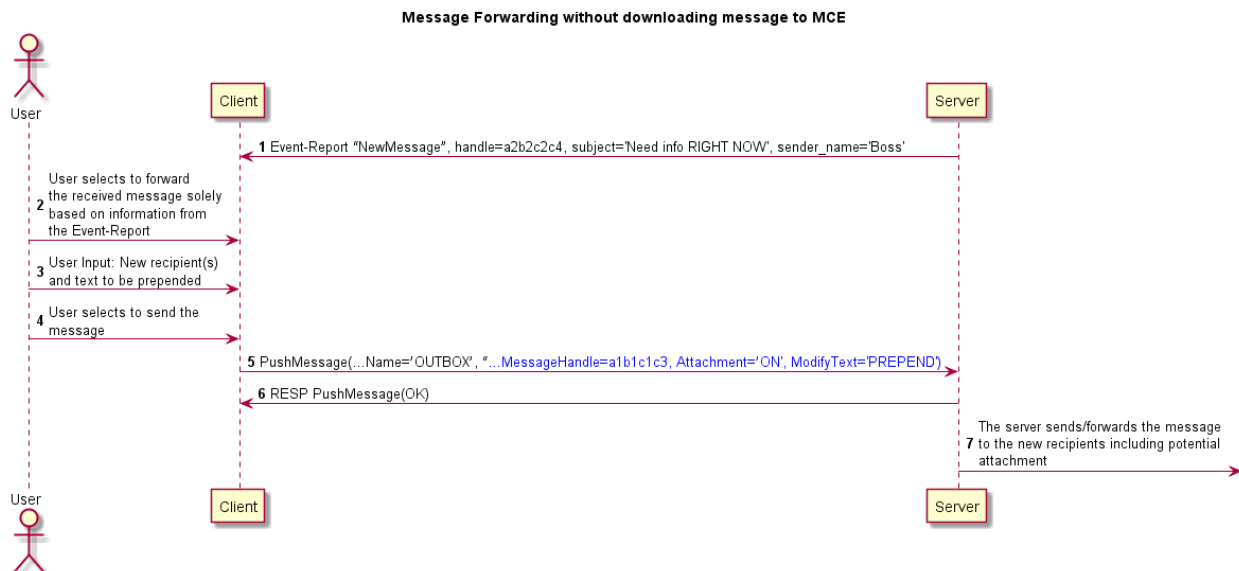 Message Forwarding without downloading message to MCE
User
Client
Server
1 Event-Report “NewMessage”, handle=a2b2c2c4, subject='Need info RIGHT NOW', sender_name='Boss'
User selects to forward
the received message solely
2 based on information from
the Event-Report
3 User Input: New recipient(s)
and text to be prepended
4 User selects to send the
message
5 PushMessage(…Name=’OUTBOX’, “…MessageHandle=a1b1c1c3, Attachment=’ON’, ModifyText=’PREPEND’)
6 RESP PushMessage(OK)
The server sends/forwards the message
7 to the new recipients including potential
attachment
User
Client
Server